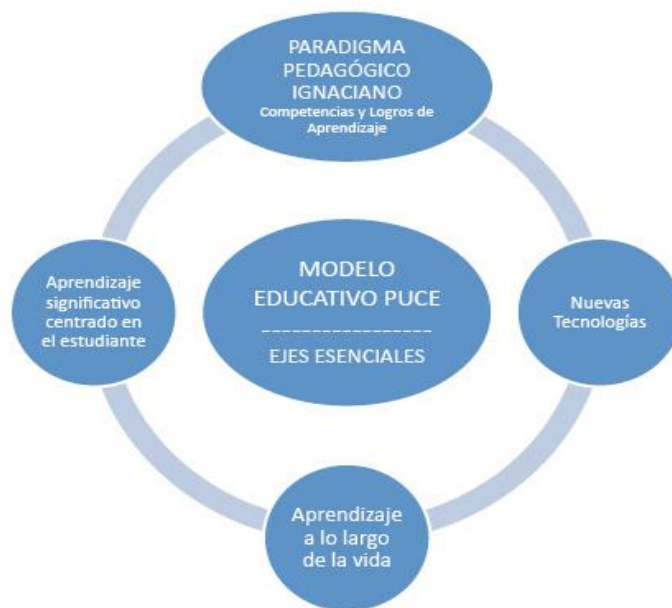 PARADIGMA
PEDAGÓGICO
IGNACIANO
Competencias y Logros de
Aprendizaje
Aprendizaje
significativo
centrado en
el estudiante
MODELO
EDUCATIVO PUCE
-----------------
EJES ESENCIALES
Nuevas
Tecnologías
Aprendizaje
a lo largo
de la vida